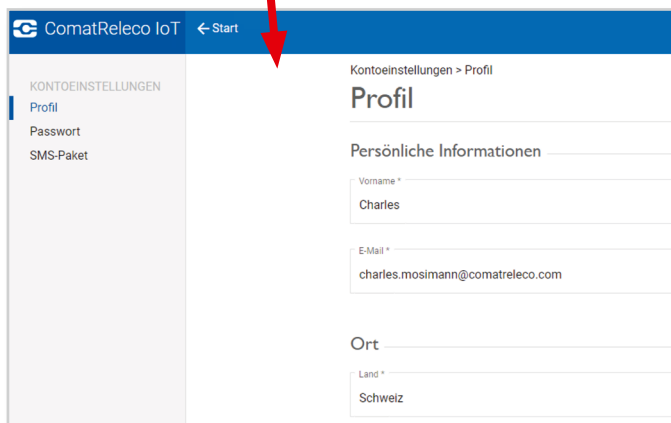 ComatReleco IoT
← Start
KONTOEINSTELLUNGEN
Profil
Passwort
SMS-Paket
Kontoeinstellungen > Profil
Profil
Persönliche Informationen
Vorname *
Charles
E-Mail *
charles.mosimann@comatreleco.com
Ort
Land *
Schweiz